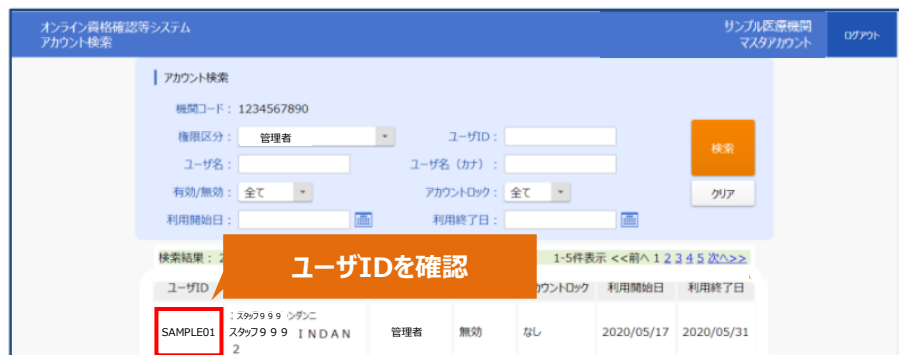 オンライン資格確認等システム
アカウント検索
サンプル医療機関
マスタアカウント
ログアウト
アカウント検索
機関コード： 1234567890
権限区分： 管理者 ユーザID：
検索
ユーザ名： ユーザ名（カナ）：
有効/無効： 全て アカウントロック： 全て
クリア
利用開始日： 利用終了日：
検索結果：
ユーザIDを確認
1-5件表示 <<前へ 1 2 3 4 5 次へ>>
ユーザID カウントロック 利用開始日 利用終了日
スタッフ９９９
SAMPLE01 スタッフ９９９ ＩＮＤＡＮ 管理者 無効 なし 2020/05/17 2020/05/31
2